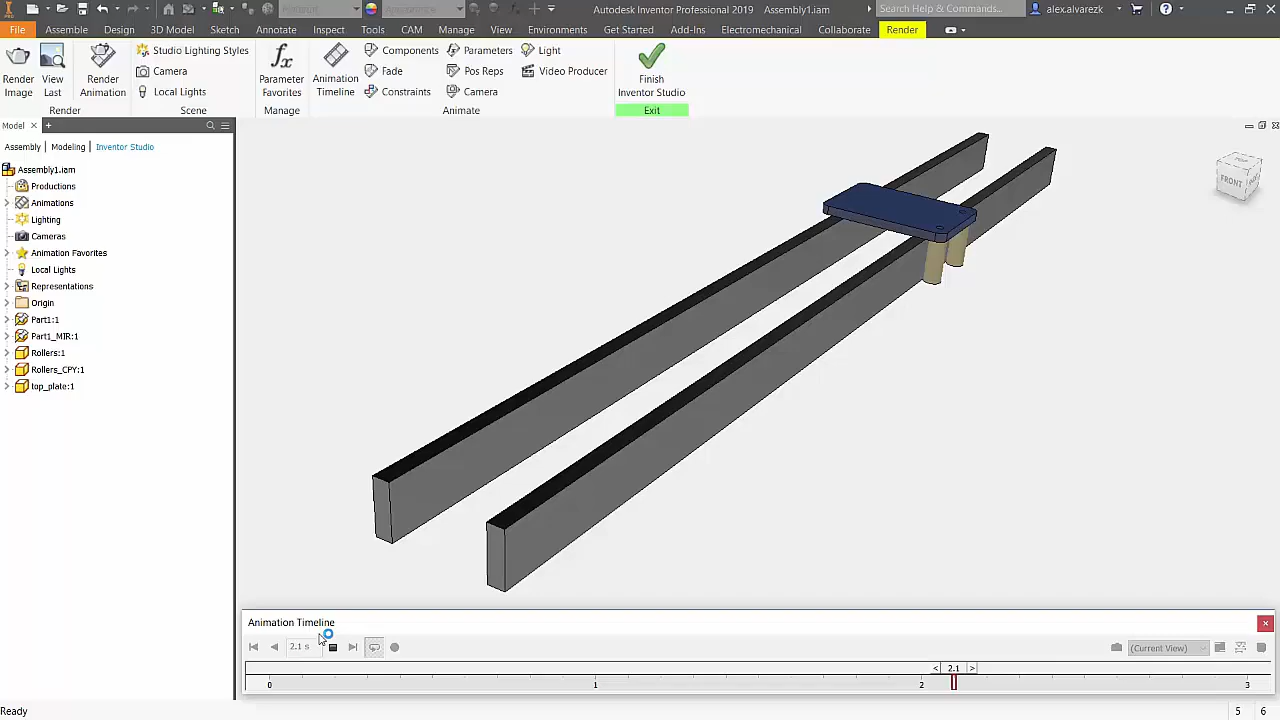 Autodesk Inventor Professional 2019 Assembly1.iam
Search Help & Commands...
alex.alvarezk
File Assemble Design 3D Model Sketch Annotate Inspect Tools CAM Manage View Environments Get Started Add-Ins Electromechanical Collaborate Render
Render Image
View Last
Render Animation
Studio Lighting Styles
Camera
Local Lights
fx
Parameter Favorites
Animation Timeline
Components
Fade
Constraints
Parameters
Pos Reps
Camera
Light
Video Producer
Finish Inventor Studio
Render Scene Manage Animate Exit
Model
Assembly Modeling Inventor Studio
Assembly1.iam
Productions
Animations
Lighting
Cameras
Animation Favorites
Local Lights
Representations
Origin
Part1:1
Part1_MIR:1
Rollers:1
Rollers_CPY:1
top_plate:1
FRONT
Animation Timeline
2.1 s
(Current View)
2.1
0 1 2 3
Ready
5 6